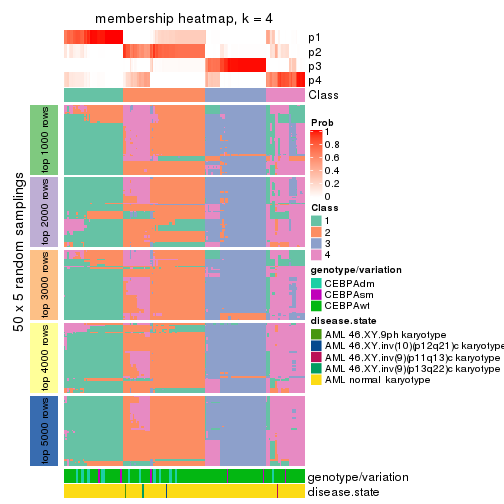 membership heatmap, k = 4
p1
p2
p3
p4
Class
50 x 5 random samplings
top 1000 rows
top 2000 rows
top 3000 rows
top 4000 rows
top 5000 rows
Prob
1
0.8
0.6
0.4
0.2
0
Class
1
2
3
4
genotype/variation
CEBPAdm
CEBPAsm
CEBPAwt
disease.state
AML 46.XY.9ph karyotype
AML 46.XY.inv(10)(p12q21)c karyotype
AML 46.XY.inv(9)(p11q13)c karyotype
AML 46.XY.inv(9)(p13q22)c karyotype
AML normal karyotype
genotype/variation
disease.state